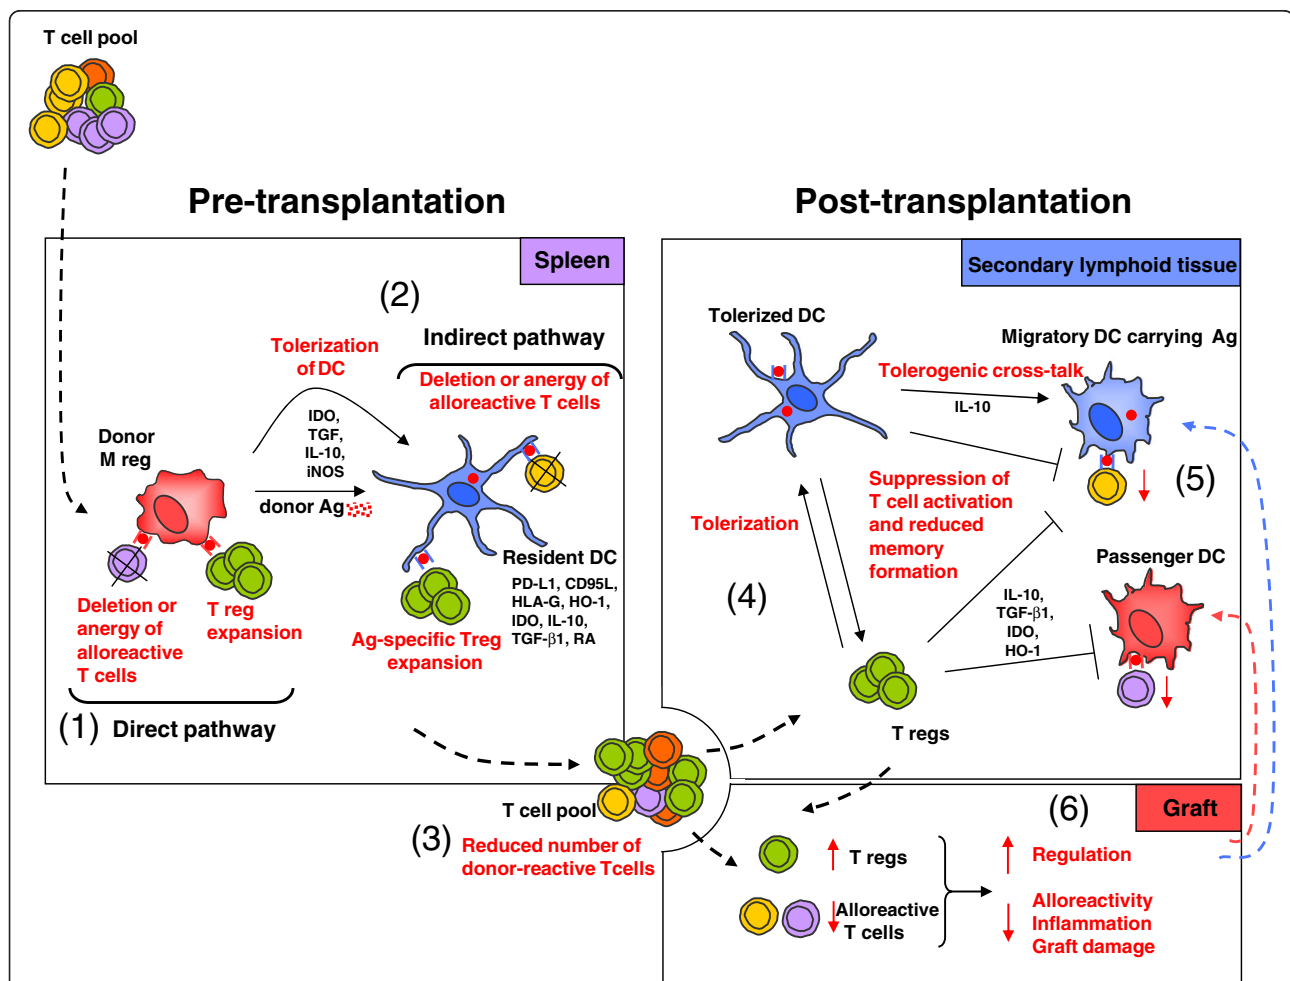 T cell pool
Pre-transplantation
Post-transplantation
Spleen
(2)
Indirect pathway
Tolerization
of DC
Deletion or anergy of
alloreactive T cells
IDO,
TGF,
IL-10,
iNOS
Donor
M reg
donor Ag
Resident DC
PD-L1, CD95L,
HLA-G, HO-1,
IDO, IL-10,
TGF-β1, RA
Deletion or
anergy of
alloreactive
T cells
T reg
expansion
Ag-specific Treg
expansion
(1)
Direct pathway
T cell pool
(3)
Reduced number of
donor-reactive Tcells
Secondary lymphoid tissue
Tolerized DC
Migratory DC carrying Ag
Tolerogenic cross-talk
IL-10
Suppression of
T cell activation
and reduced
memory
formation
(5)
Tolerization
(4)
Passenger DC
IL-10,
TGF-β1,
IDO,
HO-1
T regs
Graft
(6)
T regs
Alloreactive
T cells
Regulation
Alloreactivity
Inflammation
Graft damage